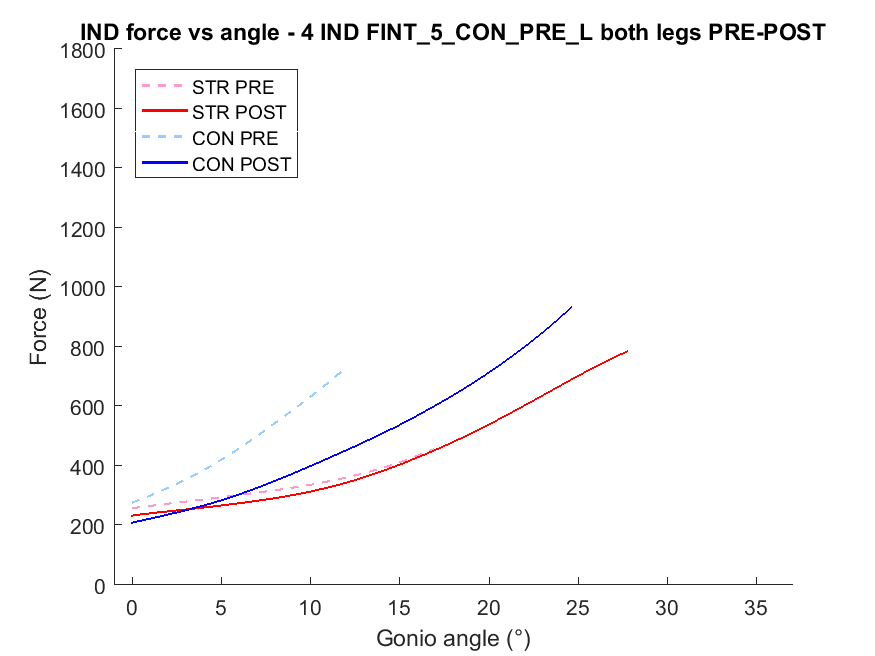 IND force vs angle - 4 IND FINT_5_CON_PRE_L both legs PRE-POST
1800
1600
1400
1200
1000
800
600
400
200
0
Force (N)
STR PRE
STR POST
CON PRE
CON POST
0 5 10 15 20 25 30 35
Gonio angle (°)